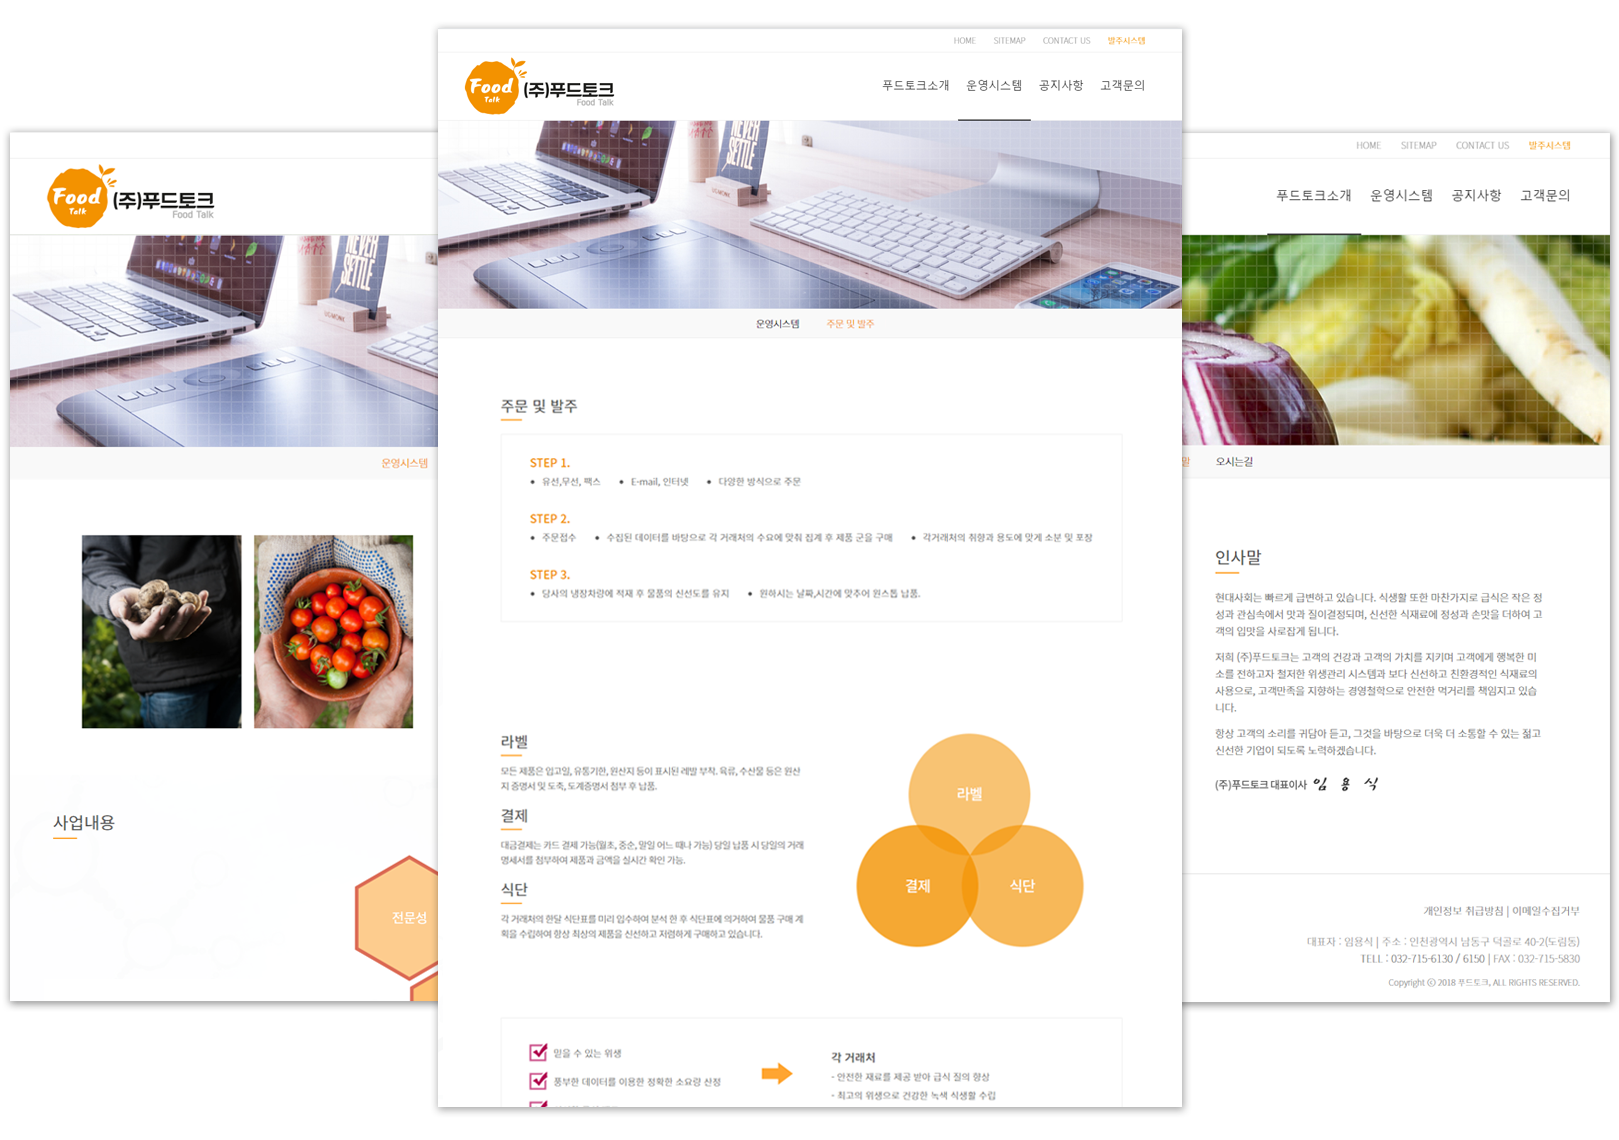 Food
Talk
(주)푸드토크
Food Talk
NEVER
SETTLE
UGMONK
운영시스템
사업내용
전문성
HOME SITEMAP CONTACT US 발주시스템
Food
Talk
(주)푸드토크
Food Talk
푸드토크소개 운영시스템 공지사항 고객문의
NEVER
SETTLE
UGMONK
운영시스템 주문 및 발주
주문 및 발주
STEP 1.
• 유선,무선, 팩스 • E-mail, 인터넷 • 다양한 방식으로 주문
STEP 2.
• 주문접수 • 수집된 데이터를 바탕으로 각 거래처의 수요에 맞춰 집계 후 제품 군을 구매 • 각거래처의 취향과 용도에 맞게 소분 및 포장
STEP 3.
• 당사의 냉장차량에 적재 후 물품의 신선도를 유지 • 원하시는 날짜,시간에 맞추어 원스톱 납품.
라벨
모든 제품은 입고일, 유통기한, 원산지 등이 표시된 레발 부착. 육류, 수산물 등은 원산
지 증명서 및 도축, 도계증명서 첨부 후 납품.
결제
대금결제는 카드 결제 가능(월초, 중순, 말일 어느 때나 가능) 당일 납품 시 당일의 거래
명세서를 첨부하여 제품과 금액을 실시간 확인 가능.
식단
각 거래처의 한달 식단표를 미리 입수하여 분석 한 후 식단표에 의거하여 물품 구매 계
획을 수립하여 항상 최상의 제품을 신선하고 저렴하게 구매하고 있습니다.
라벨
결제
식단
믿을 수 있는 위생
풍부한 데이터를 이용한 정확한 소요량 산정
각 거래처
- 안전한 재료를 제공 받아 급식 질의 향상
- 최고의 위생으로 건강한 녹색 식생활 수립
HOME SITEMAP CONTACT US 발주시스템
푸드토크소개 운영시스템 공지사항 고객문의
말 오시는길
인사말
현대사회는 빠르게 급변하고 있습니다. 식생활 또한 마찬가지로 급식은 작은 정
성과 관심속에서 맛과 질이결정되며, 신선한 식재료에 정성과 손맛을 더하여 고
객의 입맛을 사로잡게 됩니다.
저희 (주)푸드토크는 고객의 건강과 고객의 가치를 지키며 고객에게 행복한 미
소를 전하고자 철저한 위생관리 시스템과 보다 신선하고 친환경적인 식재료의
사용으로, 고객만족을 지향하는 경영철학으로 안전한 먹거리를 책임지고 있습
니다.
항상 고객의 소리를 귀담아 듣고, 그것을 바탕으로 더욱 더 소통할 수 있는 젊고
신선한 기업이 되도록 노력하겠습니다.
(주)푸드토크 대표이사 임 용 식
개인정보 취급방침 | 이메일수집거부
대표자 : 임용식 | 주소 : 인천광역시 남동구 덕골로 40-2(도림동)
TELL : 032-715-6130 / 6150 | FAX : 032-715-5830
Copyright ⓒ 2018 푸드토크, ALL RIGHTS RESERVED.